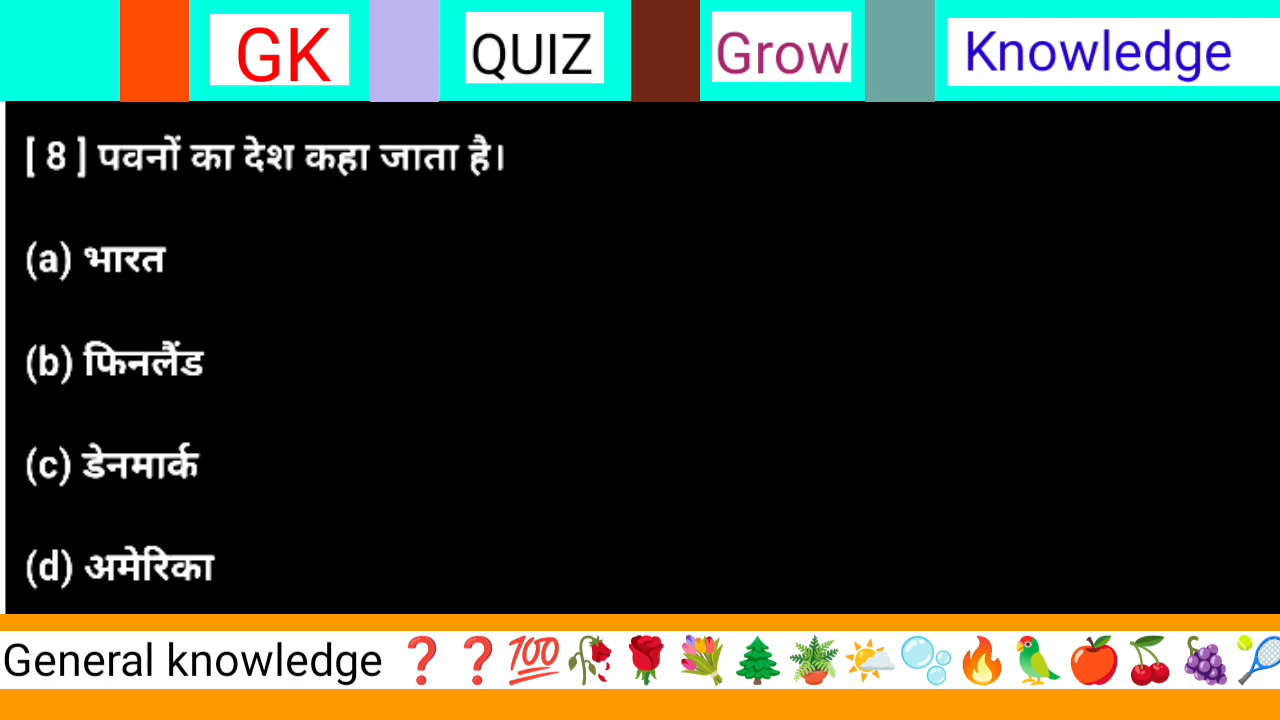 GK QUIZ Grow Knowledge
[ 8 ] पवनों का देश कहा जाता है।
(a) भारत
(b) फिनलैंड
(c) डेनमार्क
(d) अमेरिका
General knowledge ❓❓💯🥀🌹💐🌲🪴🌤️🫧🔥🦜🍎🍒🍇🎾